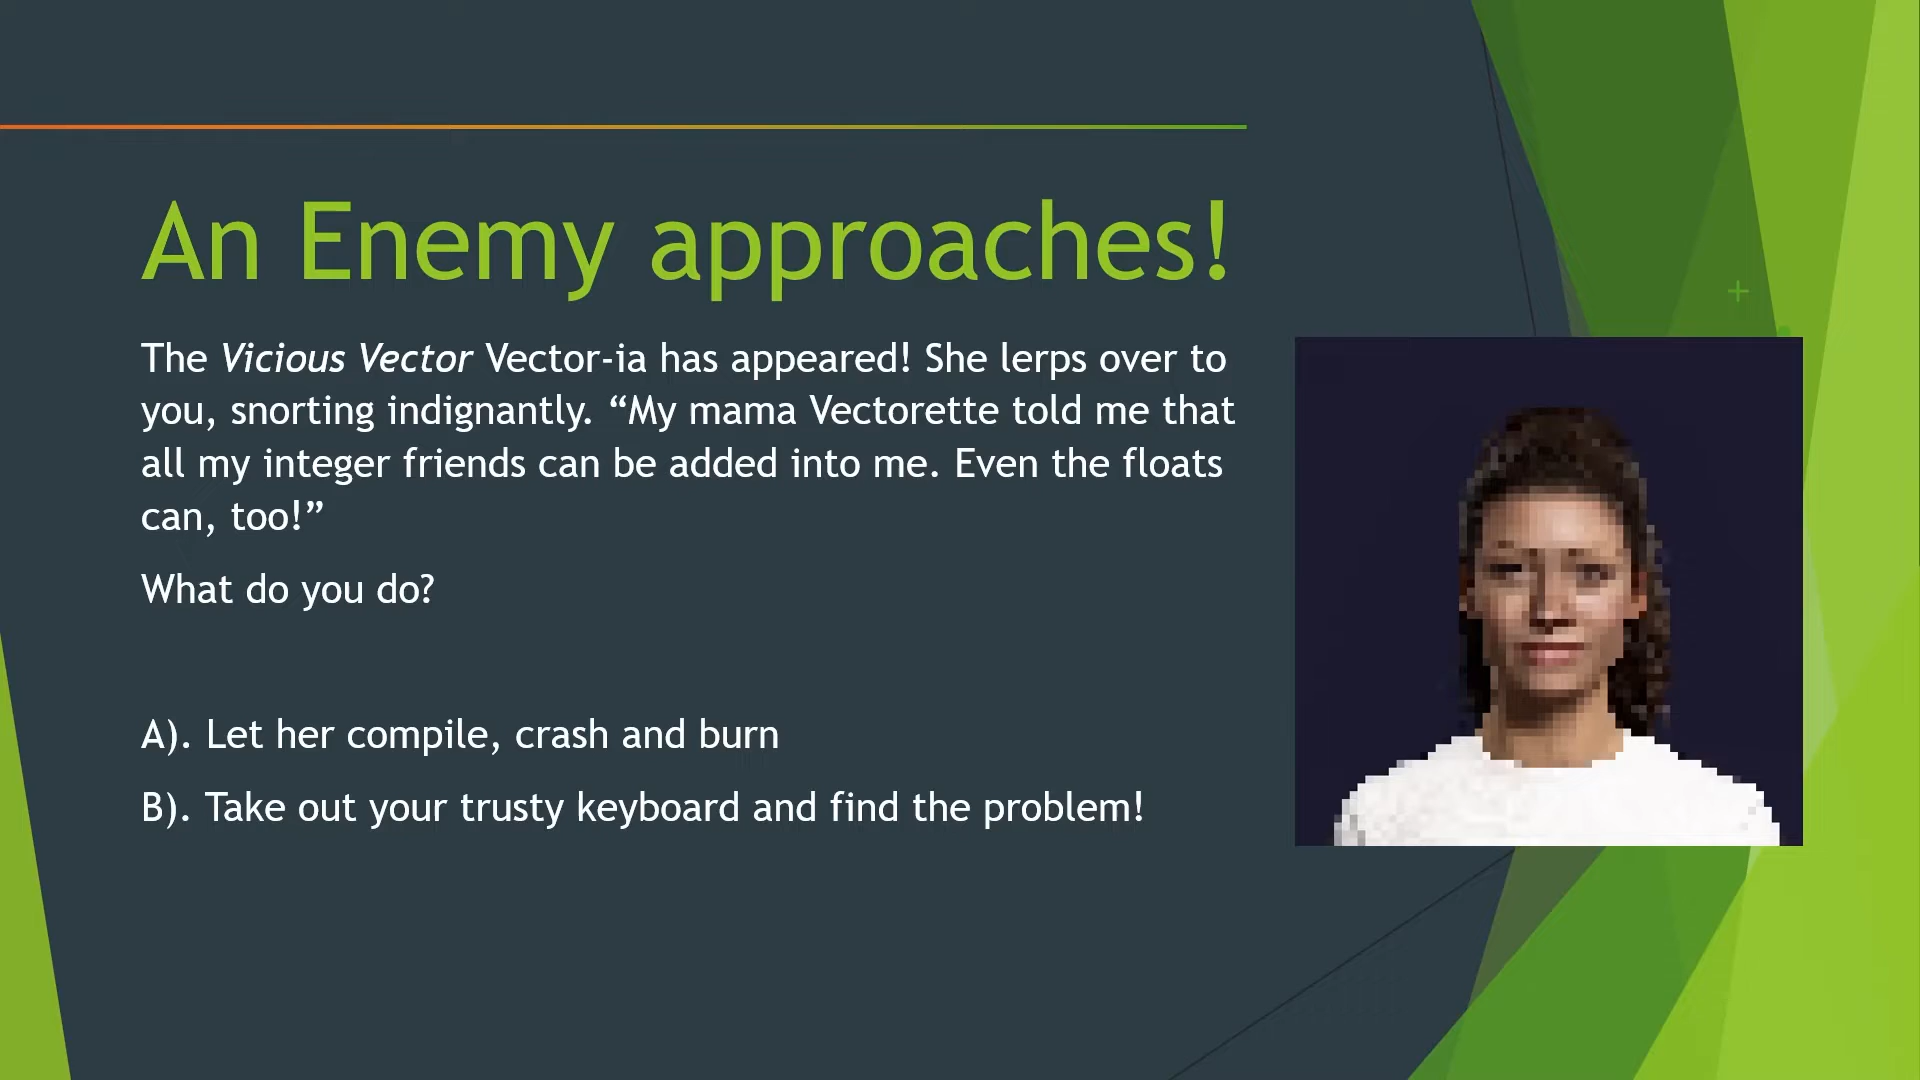 An Enemy approaches!
The Vicious Vector Vector-ia has appeared! She lerps over to
you, snorting indignantly. “My mama Vectorette told me that
all my integer friends can be added into me. Even the floats
can, too!”
What do you do?
A). Let her compile, crash and burn
B). Take out your trusty keyboard and find the problem!